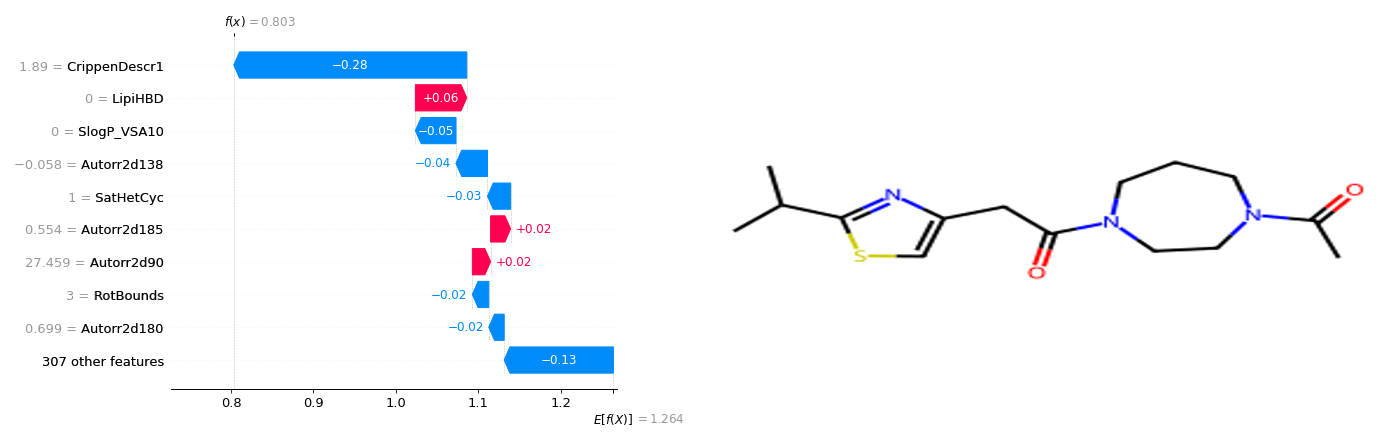 f(x) = 0.803
1.89 = CrippenDescr1
−0.28
0 = LipiHBD
+0.06
0 = SlogP_VSA10
−0.05
−0.058 = Autorr2d138
−0.04
1 = SatHetCyc
−0.03
0.554 = Autorr2d185
+0.02
27.459 = Autorr2d90
+0.02
3 = RotBounds
−0.02
0.699 = Autorr2d180
−0.02
307 other features
−0.13
0.8 0.9 1.0 1.1 1.2
E[f(X)] = 1.264
N
S
O
N
N
O